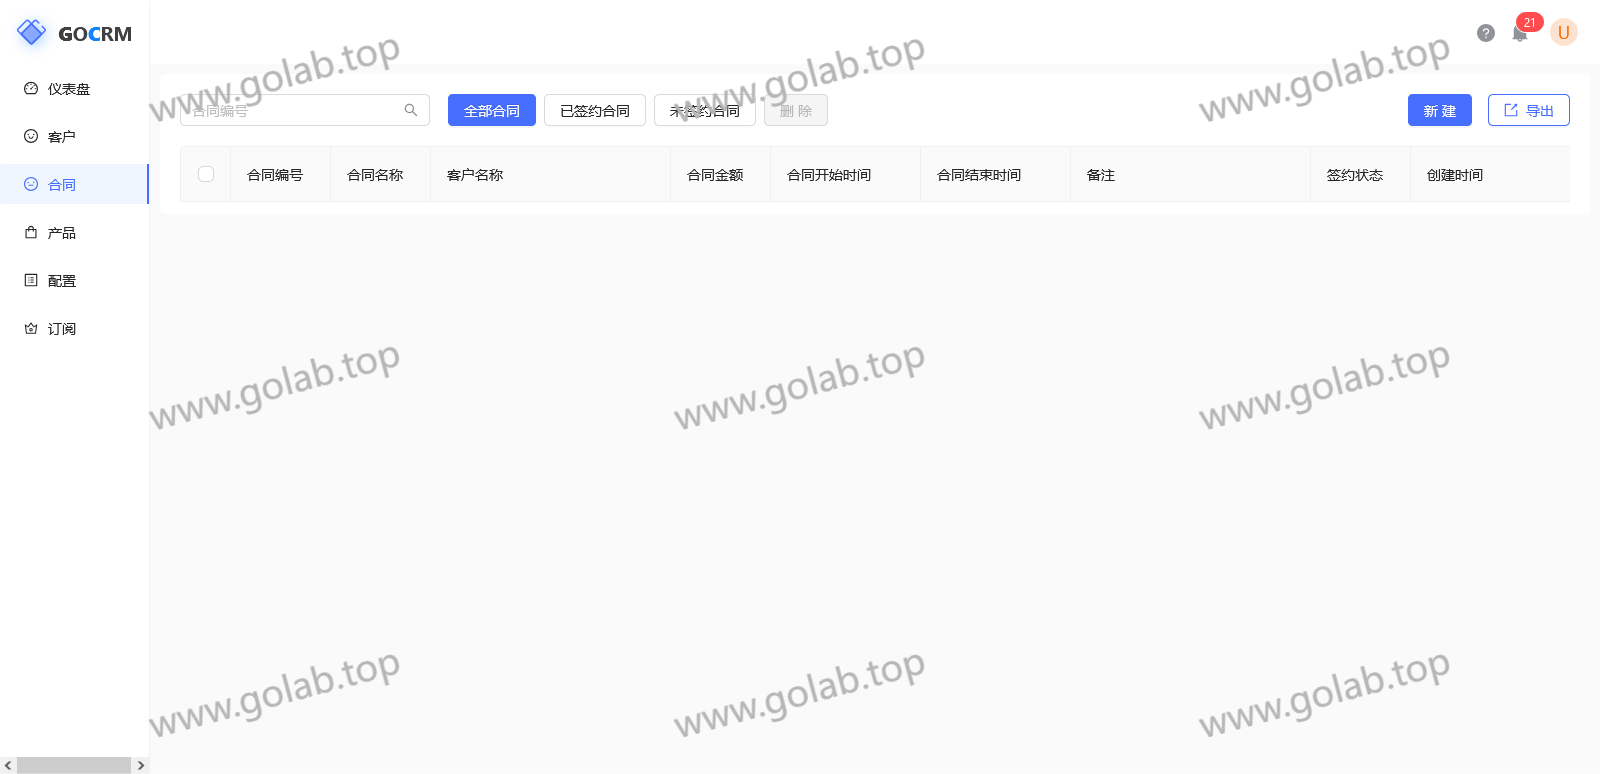 GOCRM
21
U
仪表盘
客户
合同
产品
配置
订阅
合同编号
全部合同 已签约合同 未签约合同 删 除 新 建 导出
合同编号 合同名称 客户名称 合同金额 合同开始时间 合同结束时间 备注 签约状态 创建时间
www.golab.top www.golab.top www.golab.top
www.golab.top www.golab.top www.golab.top
www.golab.top www.golab.top www.golab.top